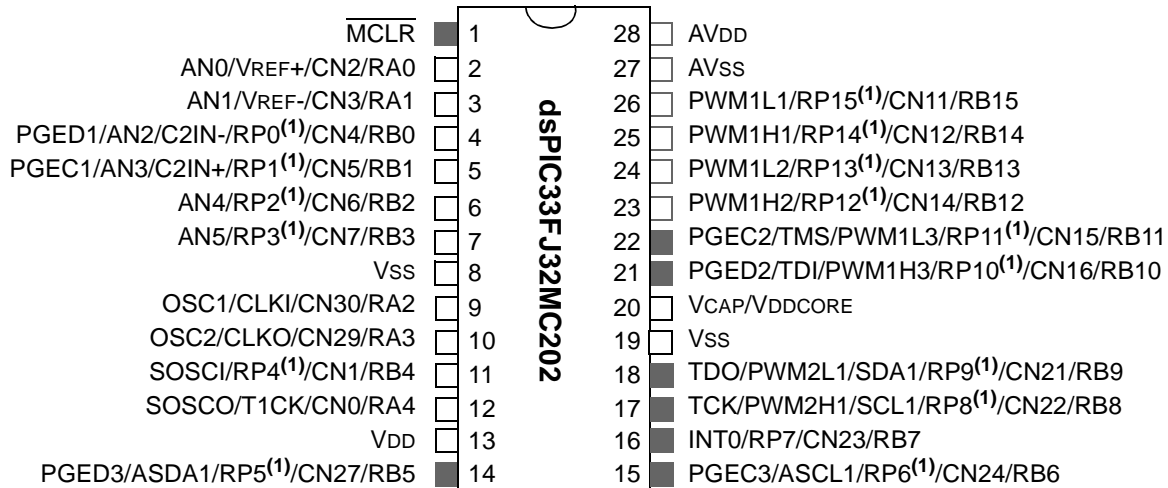 MCLR 1 28 AVDD
AN0/VREF+/CN2/RA0 2 27 AVSS
AN1/VREF-/CN3/RA1 3 26 PWM1L1/RP15(1)/CN11/RB15
PGED1/AN2/C2IN-/RP0(1)/CN4/RB0 4 25 PWM1H1/RP14(1)/CN12/RB14
PGEC1/AN3/C2IN+/RP1(1)/CN5/RB1 5 24 PWM1L2/RP13(1)/CN13/RB13
AN4/RP2(1)/CN6/RB2 6 23 PWM1H2/RP12(1)/CN14/RB12
AN5/RP3(1)/CN7/RB3 7 22 PGEC2/TMS/PWM1L3/RP11(1)/CN15/RB11
VSS 8 21 PGED2/TDI/PWM1H3/RP10(1)/CN16/RB10
OSC1/CLKI/CN30/RA2 9 20 VCAP/VDDCORE
OSC2/CLKO/CN29/RA3 10 19 VSS
SOSCI/RP4(1)/CN1/RB4 11 18 TDO/PWM2L1/SDA1/RP9(1)/CN21/RB9
SOSCO/T1CK/CN0/RA4 12 17 TCK/PWM2H1/SCL1/RP8(1)/CN22/RB8
VDD 13 16 INT0/RP7/CN23/RB7
PGED3/ASDA1/RP5(1)/CN27/RB5 14 15 PGEC3/ASCL1/RP6(1)/CN24/RB6
dsPIC33FJ32MC202